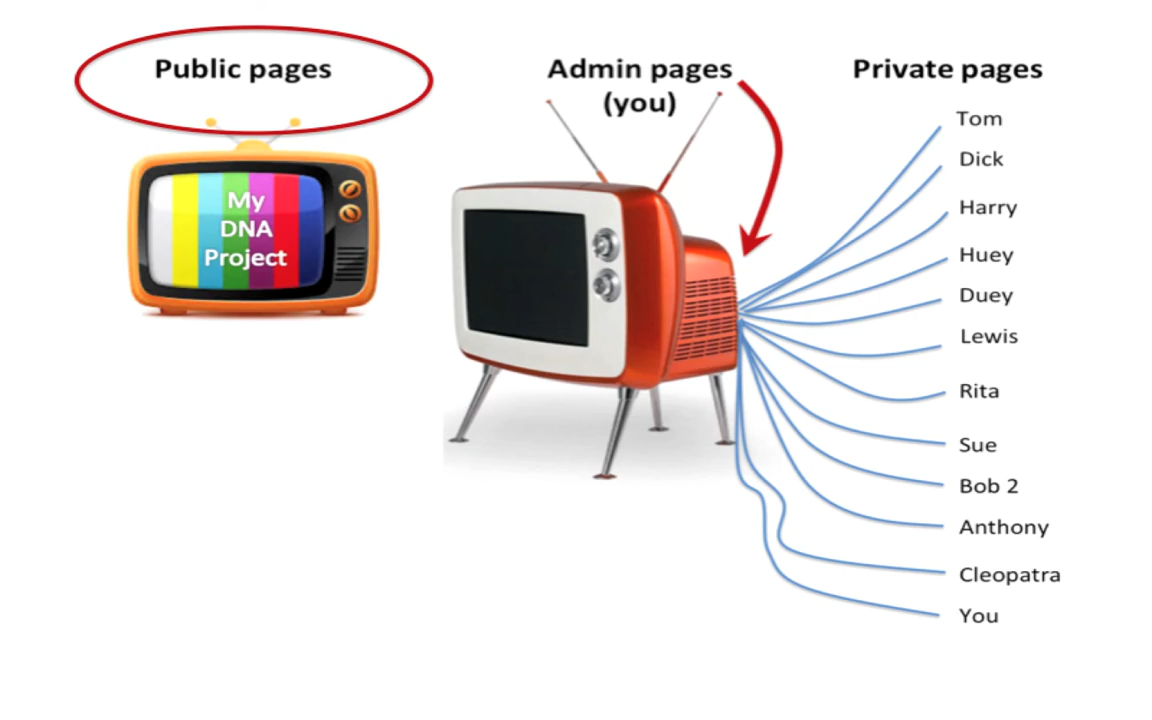 Public pages
My
DNA
Project
Admin pages
(you)
Private pages
Tom
Dick
Harry
Huey
Duey
Lewis
Rita
Sue
Bob 2
Anthony
Cleopatra
You